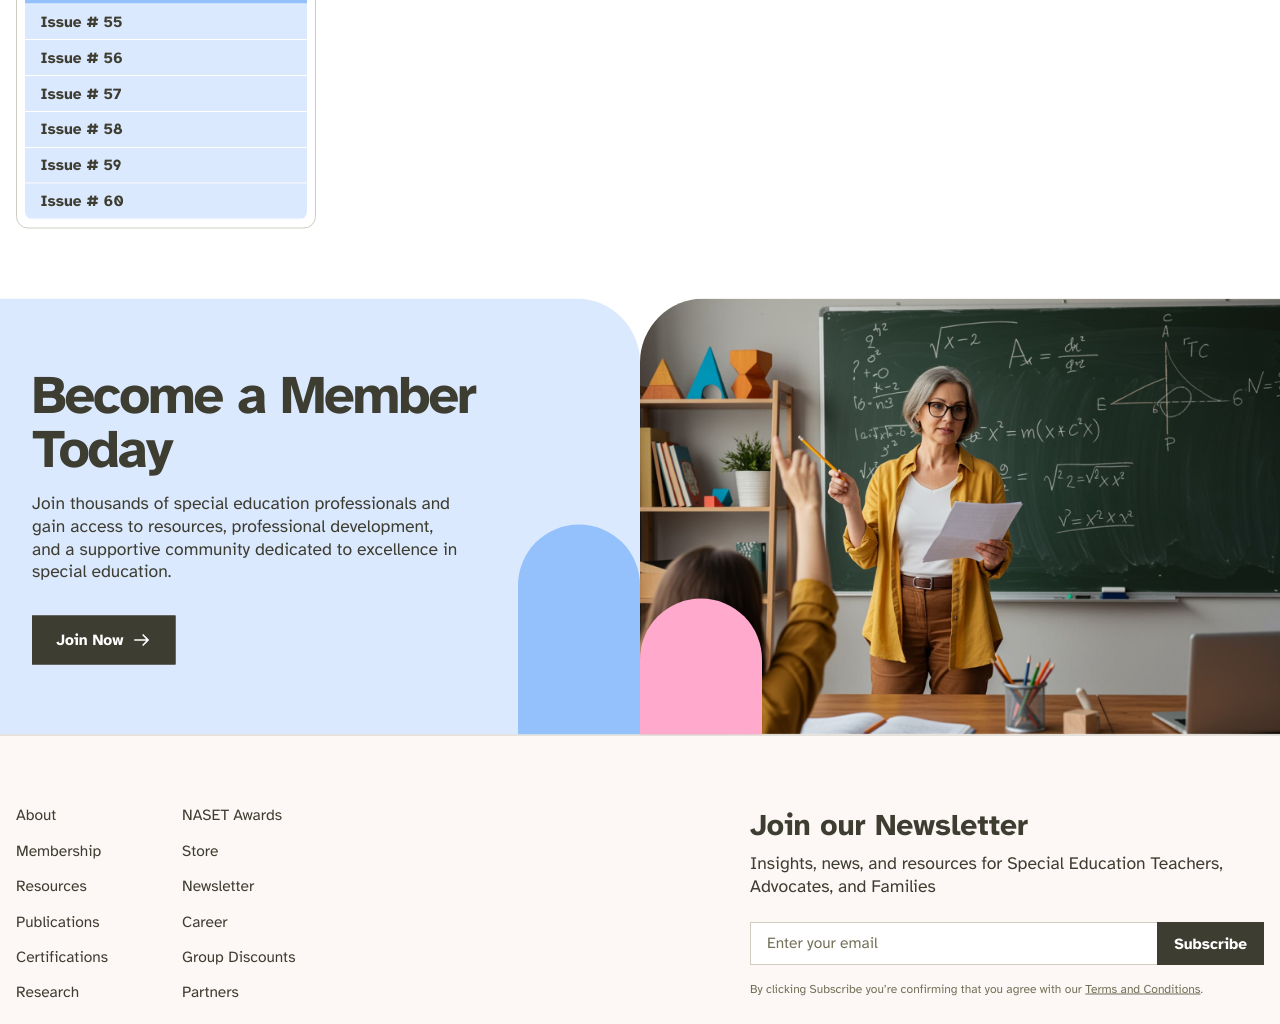 Issue # 55
Issue # 56
Issue # 57
Issue # 58
Issue # 59
Issue # 60
Become a Member
Today
Join thousands of special education professionals and
gain access to resources, professional development,
and a supportive community dedicated to excellence in
special education.
Join Now
About
Membership
Resources
Publications
Certifications
Research
NASET Awards
Store
Newsletter
Career
Group Discounts
Partners
Join our Newsletter
Insights, news, and resources for Special Education Teachers,
Advocates, and Families
Enter your email
Subscribe
By clicking Subscribe you're confirming that you agree with our Terms and Conditions.